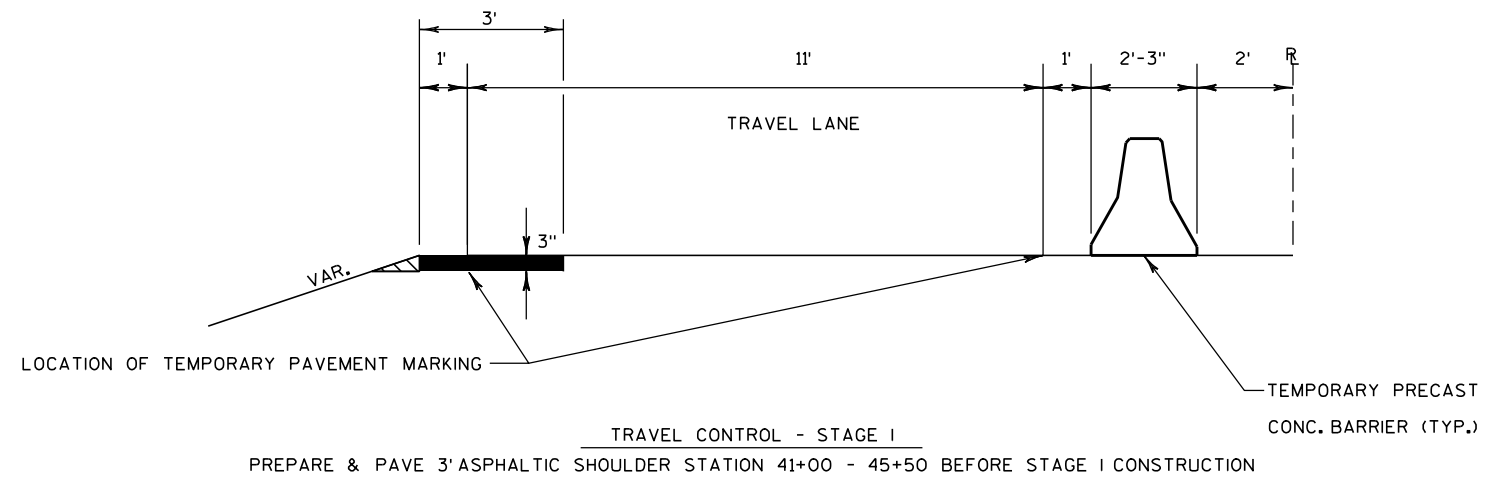 3'
1'
11'
1'
2'-3"
2'
RL
TRAVEL LANE
3"
VAR.
LOCATION OF TEMPORARY PAVEMENT MARKING
TEMPORARY PRECAST
CONC. BARRIER (TYP.)
TRAVEL CONTROL - STAGE I
PREPARE & PAVE 3' ASPHALTIC SHOULDER STATION 41+00 - 45+50 BEFORE STAGE I CONSTRUCTION